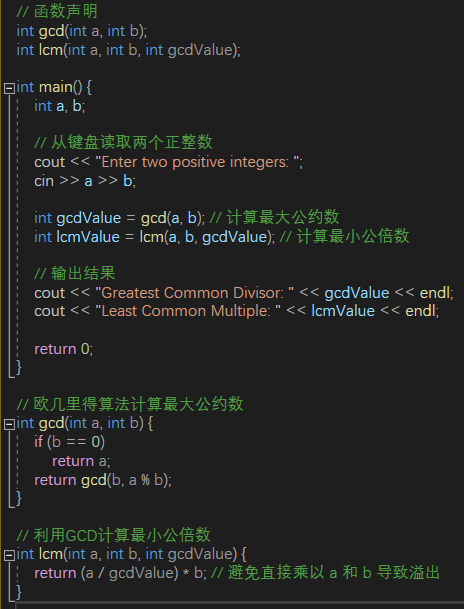 // 函数声明
int gcd(int a, int b);
int lcm(int a, int b, int gcdValue);
int main() {
int a, b;
// 从键盘读取两个正整数
cout << "Enter two positive integers: ";
cin >> a >> b;
int gcdValue = gcd(a, b); // 计算最大公约数
int lcmValue = lcm(a, b, gcdValue); // 计算最小公倍数
// 输出结果
cout << "Greatest Common Divisor: " << gcdValue << endl;
cout << "Least Common Multiple: " << lcmValue << endl;
return 0;
}
// 欧几里得算法计算最大公约数
int gcd(int a, int b) {
if (b == 0)
return a;
return gcd(b, a % b);
}
// 利用GCD计算最小公倍数
int lcm(int a, int b, int gcdValue) {
return (a / gcdValue) * b; // 避免直接乘以 a 和 b 导致溢出
}